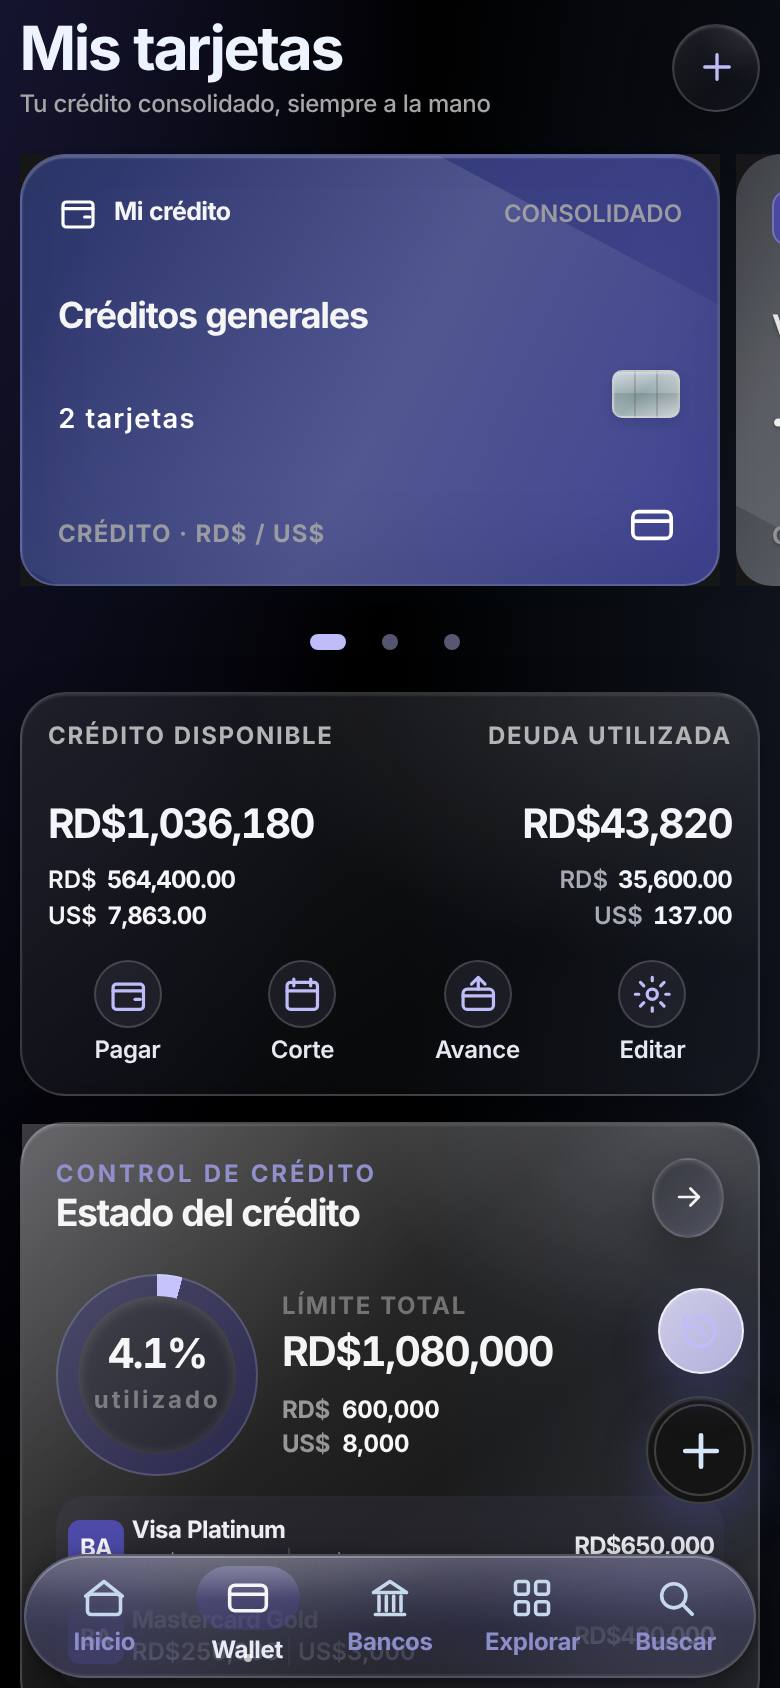 Mis tarjetas
Tu crédito consolidado, siempre a la mano
Mi crédito
CONSOLIDADO
Créditos generales
2 tarjetas
CRÉDITO · RD$ / US$
CRÉDITO DISPONIBLE
DEUDA UTILIZADA
RD$1,036,180
RD$43,820
RD$ 564,400.00
RD$ 35,600.00
US$ 7,863.00
US$ 137.00
Pagar
Corte
Avance
Editar
CONTROL DE CRÉDITO
Estado del crédito
4.1%
utilizado
LÍMITE TOTAL
RD$1,080,000
RD$ 600,000
US$ 8,000
BA
Visa Platinum
RD$650,000
Mastercard Gold
US$3,000
Inicio
Wallet
Bancos
Explorar
Buscar